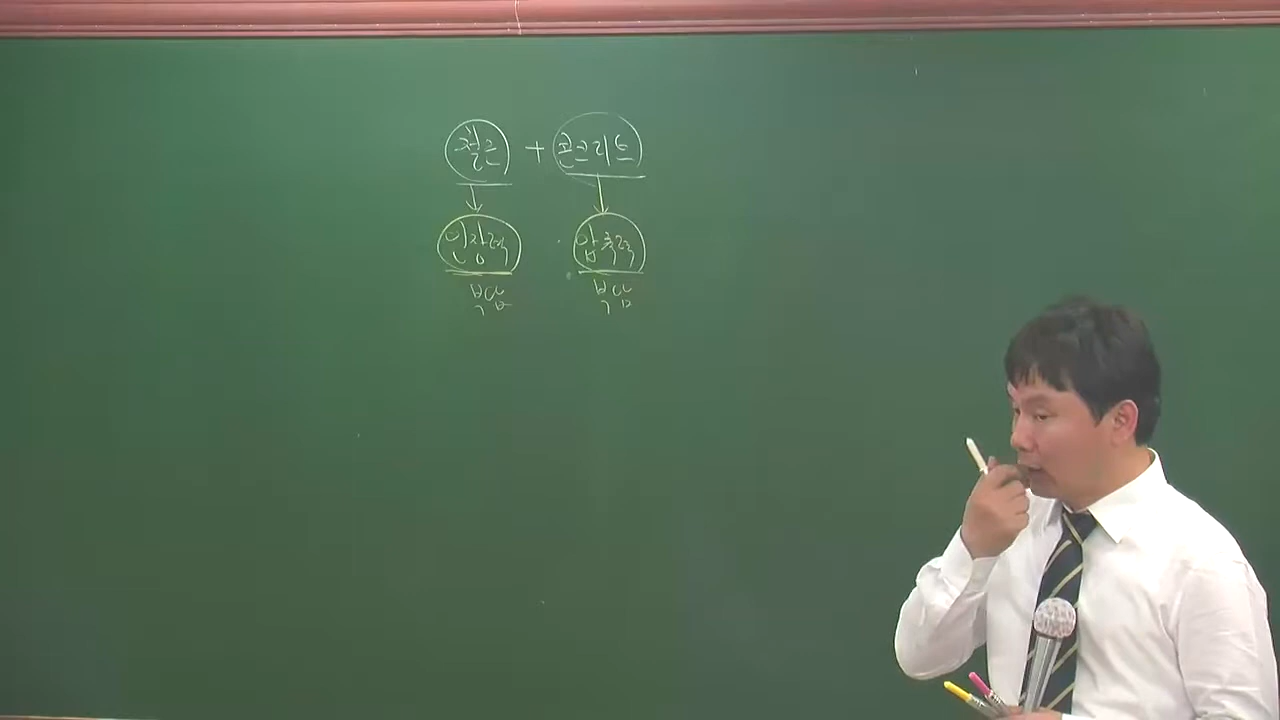 철근 + 콘크리트
인장력 압축력
부담 부담